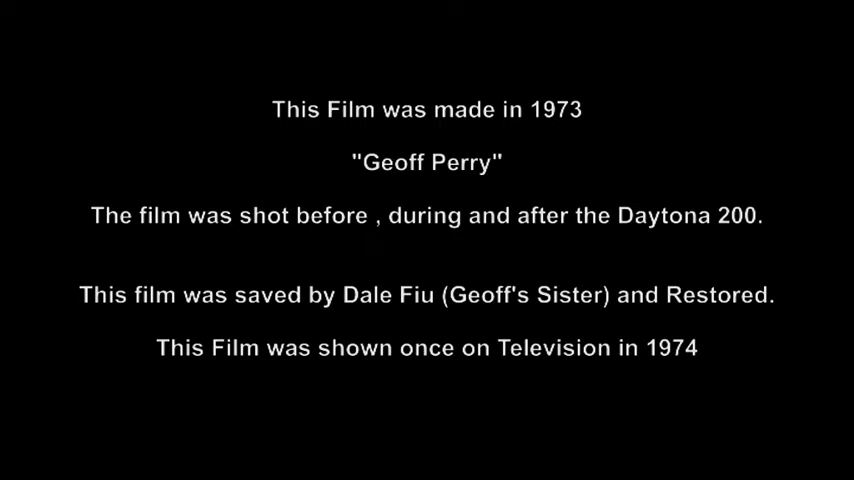 This Film was made in 1973
"Geoff Perry"
The film was shot before , during and after the Daytona 200.
This film was saved by Dale Fiu (Geoff's Sister) and Restored.
This Film was shown once on Television in 1974